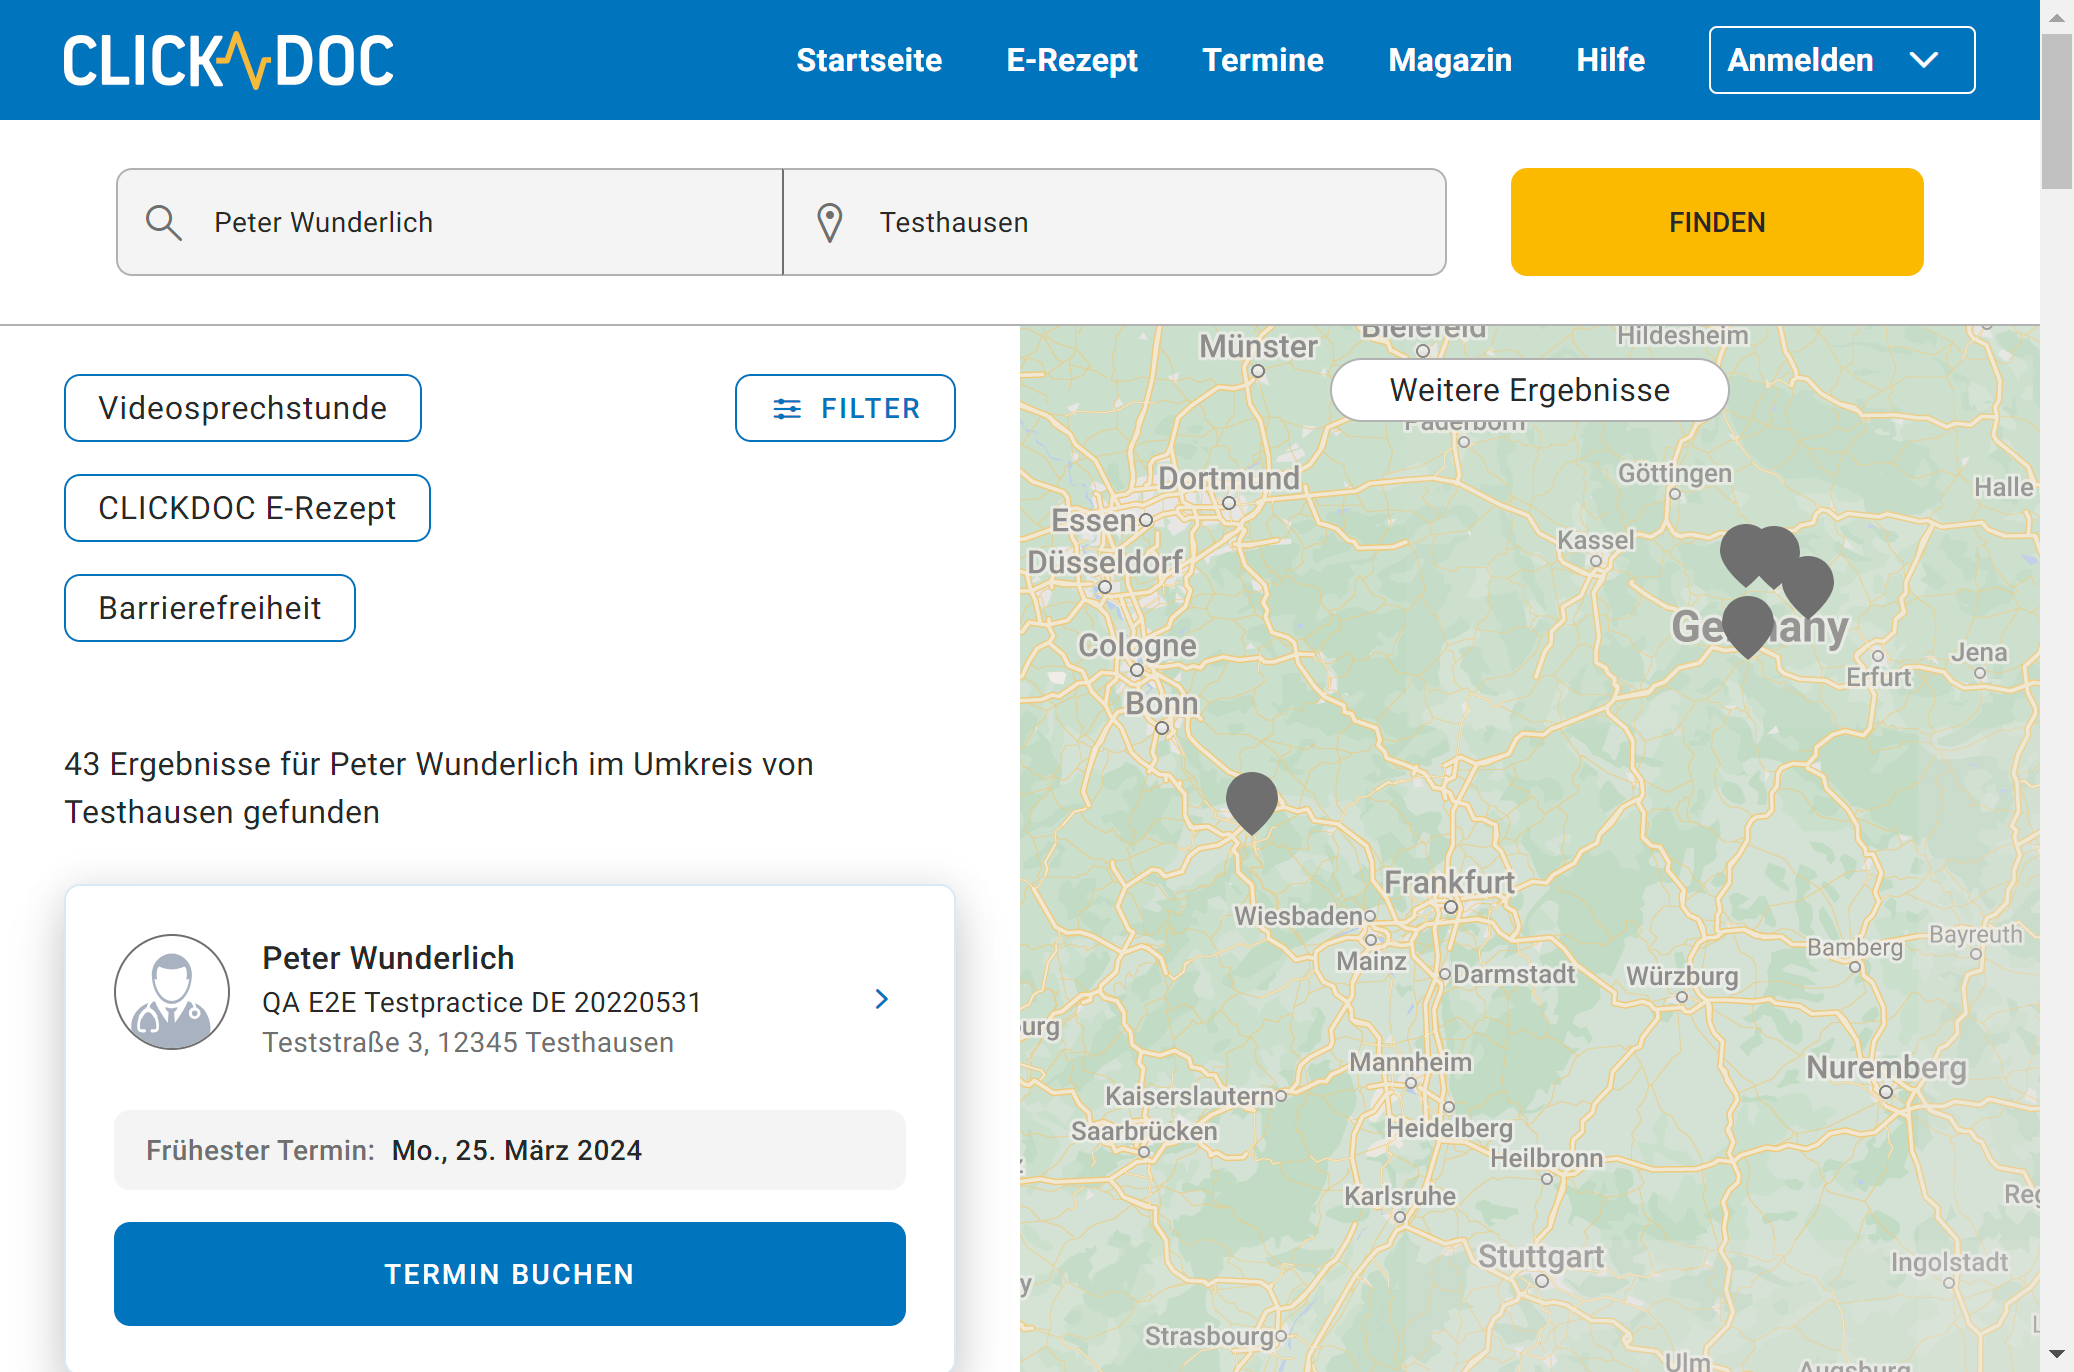 CLICKDOC
Startseite
E-Rezept
Termine
Magazin
Hilfe
Anmelden
Peter Wunderlich
Testhausen
FINDEN
Videosprechstunde
FILTER
CLICKDOC E-Rezept
Barrierefreiheit
43 Ergebnisse für Peter Wunderlich im Umkreis von
Testhausen gefunden
Peter Wunderlich
QA E2E Testpractice DE 20220531
Teststraße 3, 12345 Testhausen
Frühester Termin: Mo., 25. März 2024
TERMIN BUCHEN
Weitere Ergebnisse
Münster
Bielefeld
Hildesheim
Paderborn
Dortmund
Göttingen
Halle
Essen
Kassel
Düsseldorf
Cologne
Jena
Erfurt
Bonn
Frankfurt
Wiesbaden
Mainz
Darmstadt
Würzburg
Bamberg
Bayreuth
urg
Mannheim
Nuremberg
Kaiserslautern
Saarbrücken
Heidelberg
Heilbronn
Karlsruhe
Reg
Stuttgart
Ingolstadt
Strasbourg
Ulm
Augsburg